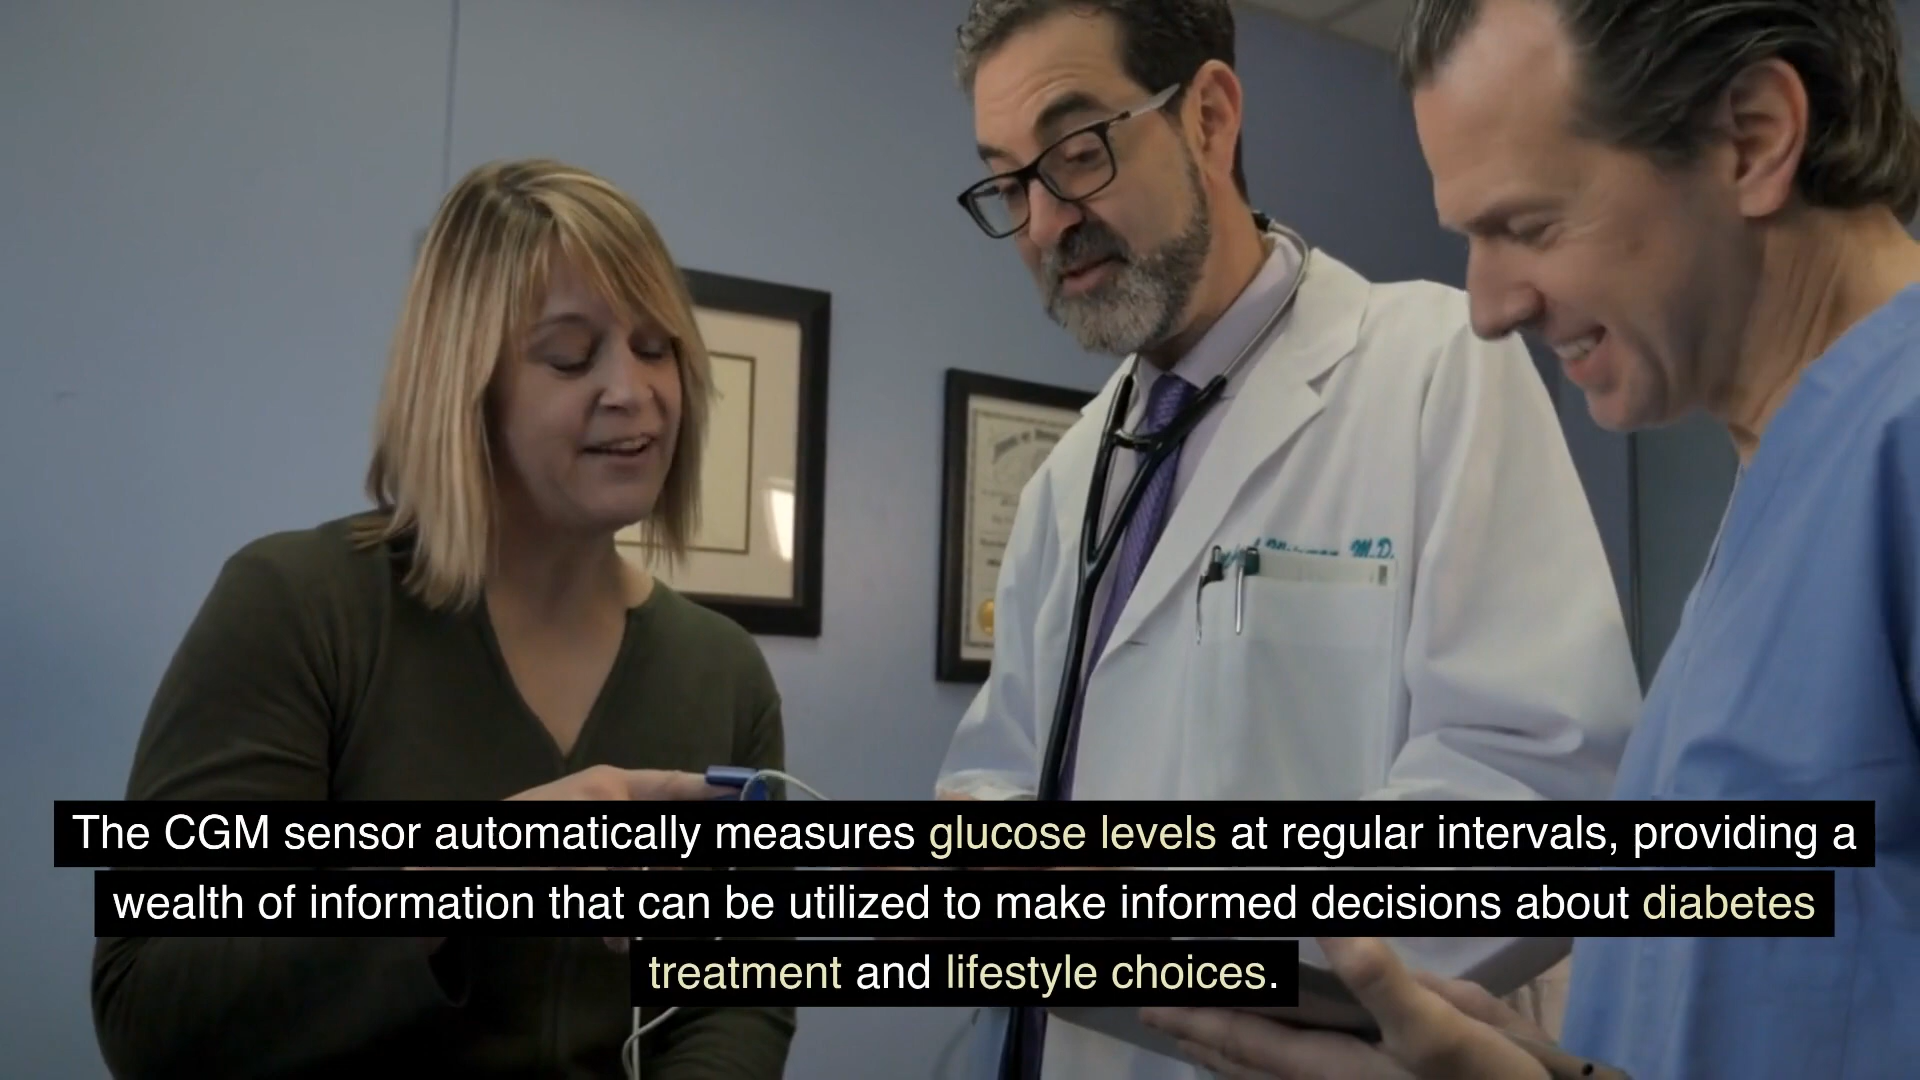 M.D.
The CGM sensor automatically measures glucose levels at regular intervals, providing a
wealth of information that can be utilized to make informed decisions about diabetes
treatment and lifestyle choices.